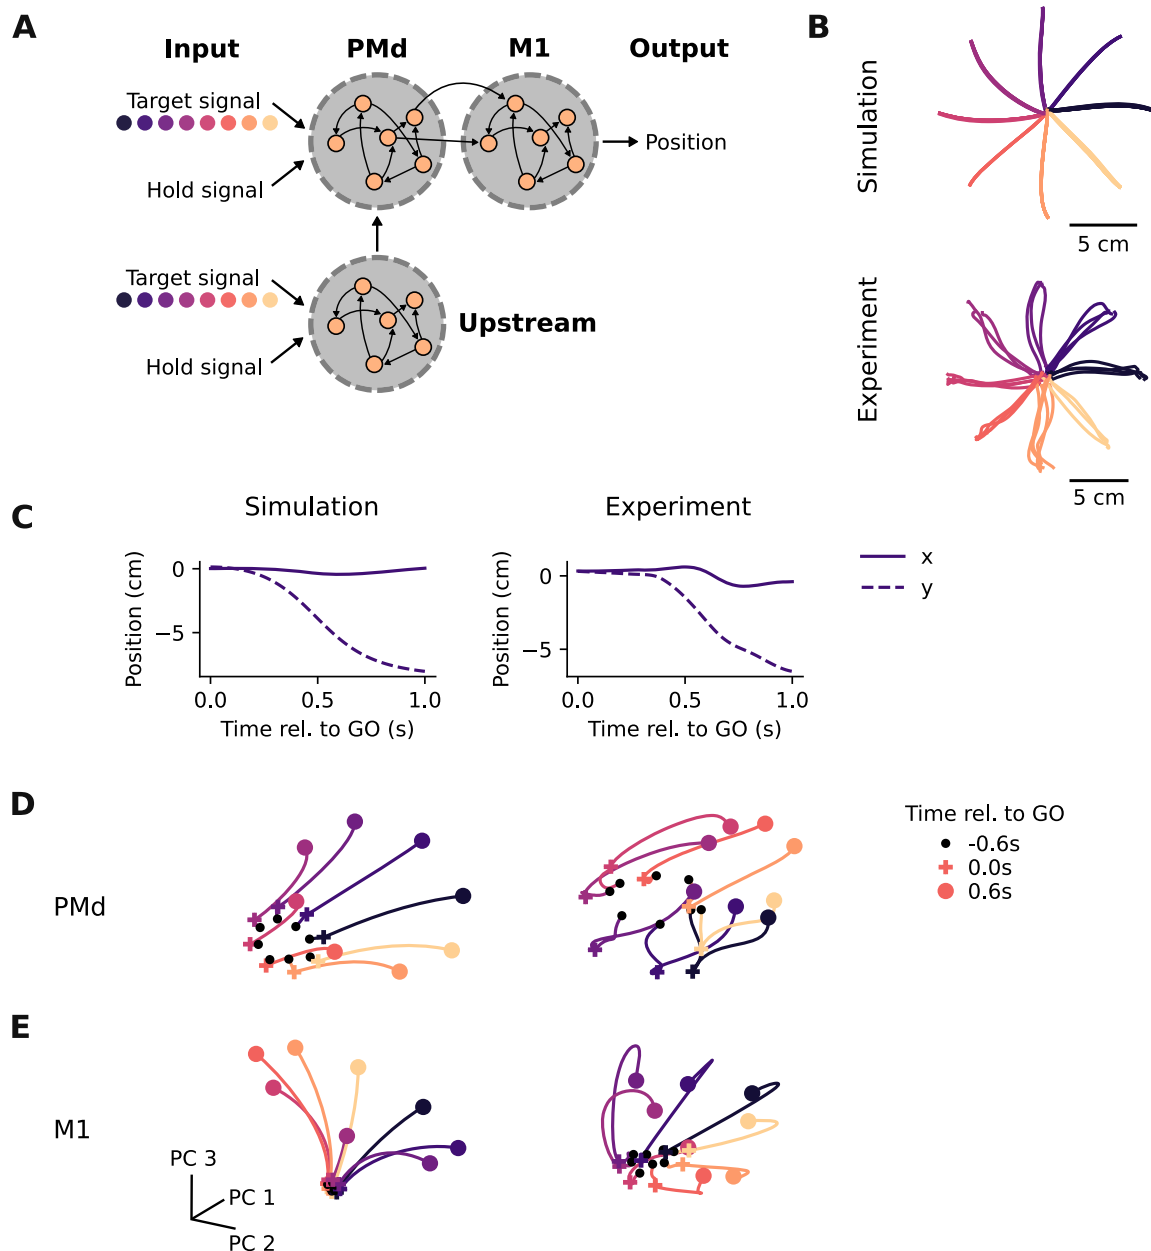 A
Input
PMd
M1
Output
Target signal
Hold signal
Position
Target signal
Hold signal
Upstream
B
Simulation
5 cm
Experiment
5 cm
C
Simulation
Experiment
Position (cm)
0
−5
0.0
0.5
1.0
Time rel. to GO (s)
Position (cm)
0
−5
0.0
0.5
1.0
Time rel. to GO (s)
x
y
D
PMd
Time rel. to GO
-0.6s
0.0s
0.6s
E
M1
PC 3
PC 1
PC 2